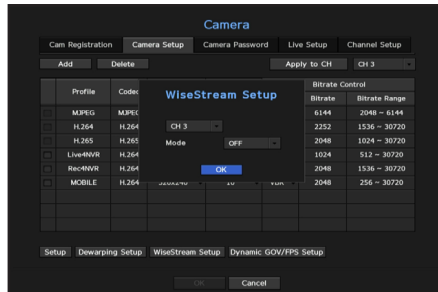 Camera
Cam Registration Camera Setup Camera Password Live Setup Channel Setup
Add Delete Apply to CH CH 3
Bitrate Control
Profile Codec Bitrate Bitrate Range
WiseStream Setup
MJPEG MJPEG 6144 2048 ~ 6144
H.264 H.264 2252 1536 ~ 30720
CH 3
H.265 H.265 2048 1024 ~ 30720
Mode OFF
Live4NVR H.264 1024 512 ~ 30720
Rec4NVR H.264 2048 1536 ~ 30720
OK
MOBILE H.264 320x240 10 VBR 2048 256 ~ 30720
Setup Dewarping Setup WiseStream Setup Dynamic GOV/FPS Setup
OK Cancel